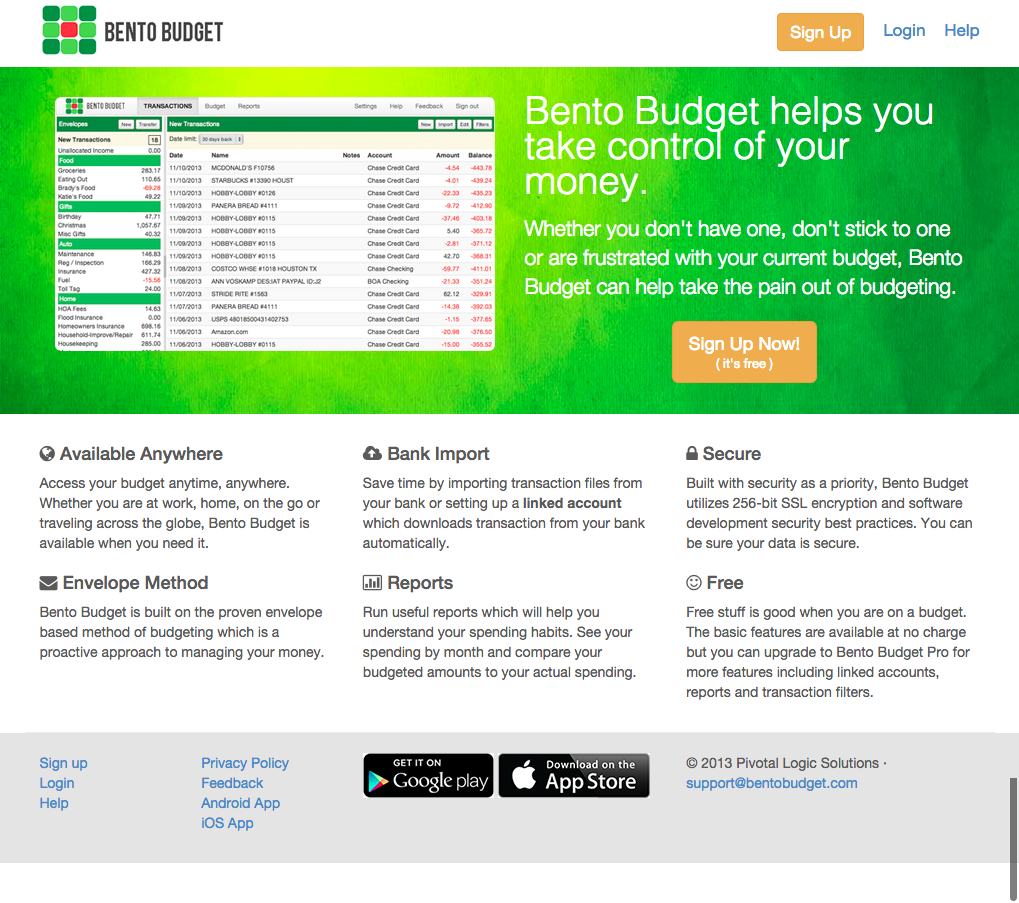 BENTO BUDGET
Sign Up Login Help
BENTO BUDGET TRANSACTIONS Budget Reports Settings Help Feedback Sign out
Envelopes New Transfer
New Transactions 18
Unallocated Income 0.00
Food
Groceries 283.17
Eating Out 110.65
Brady's Food -69.28
Katie's Food 49.22
Gifts
Birthday 47.71
Christmas 1,057.67
Misc Gifts 40.32
Auto
Maintenance 146.83
Reg / Inspection 166.29
Insurance 427.32
Fuel -15.56
Toll Tag 24.00
Home
HOA Fees 14.63
Flood Insurance 0.00
Homeowners Insurance 698.16
Household-Improve/Repair 611.74
Housekeeping 285.00
New Transactions New Import Edit Filters
Date limit: 30 days back
Date Name Notes Account Amount Balance
11/10/2013 MCDONALD'S F10756 Chase Credit Card -4.54 -443.78
11/10/2013 STARBUCKS #13390 HOUST Chase Credit Card -4.01 -439.24
11/10/2013 HOBBY-LOBBY #0126 Chase Credit Card -22.33 -435.23
11/09/2013 PANERA BREAD #4111 Chase Credit Card -9.72 -412.90
11/09/2013 HOBBY-LOBBY #0115 Chase Credit Card -37.46 -403.18
11/09/2013 HOBBY-LOBBY #0115 Chase Credit Card 5.40 -365.72
11/09/2013 HOBBY-LOBBY #0115 Chase Credit Card -2.81 -371.12
11/09/2013 HOBBY-LOBBY #0115 Chase Credit Card 42.70 -368.31
11/08/2013 COSTCO WHSE #1018 HOUSTON TX Chase Checking -59.77 -411.01
11/08/2013 ANN VOSKAMP DES:IAT PAYPAL ID:J2 BOA Checking -21.33 -351.24
11/07/2013 STRIDE RITE #1563 Chase Credit Card 62.12 -329.91
11/07/2013 PANERA BREAD #4111 Chase Credit Card -14.38 -392.03
11/06/2013 USPS 48018500431402753 Chase Credit Card -1.15 -377.65
11/06/2013 Amazon.com Chase Credit Card -20.98 -376.50
11/06/2013 HOBBY-LOBBY #0115 Chase Credit Card -15.00 -355.52
Bento Budget helps you
take control of your
money.
Whether you don't have one, don't stick to one
or are frustrated with your current budget, Bento
Budget can help take the pain out of budgeting.
Sign Up Now!
( it's free )
Available Anywhere
Access your budget anytime, anywhere.
Whether you are at work, home, on the go or
traveling across the globe, Bento Budget is
available when you need it.
Bank Import
Save time by importing transaction files from
your bank or setting up a linked account
which downloads transaction from your bank
automatically.
Secure
Built with security as a priority, Bento Budget
utilizes 256-bit SSL encryption and software
development security best practices. You can
be sure your data is secure.
Envelope Method
Bento Budget is built on the proven envelope
based method of budgeting which is a
proactive approach to managing your money.
Reports
Run useful reports which will help you
understand your spending habits. See your
spending by month and compare your
budgeted amounts to your actual spending.
Free
Free stuff is good when you are on a budget.
The basic features are available at no charge
but you can upgrade to Bento Budget Pro for
more features including linked accounts,
reports and transaction filters.
Sign up
Login
Help
Privacy Policy
Feedback
Android App
iOS App
GET IT ON
Google play
Download on the
App Store
© 2013 Pivotal Logic Solutions ·
support@bentobudget.com